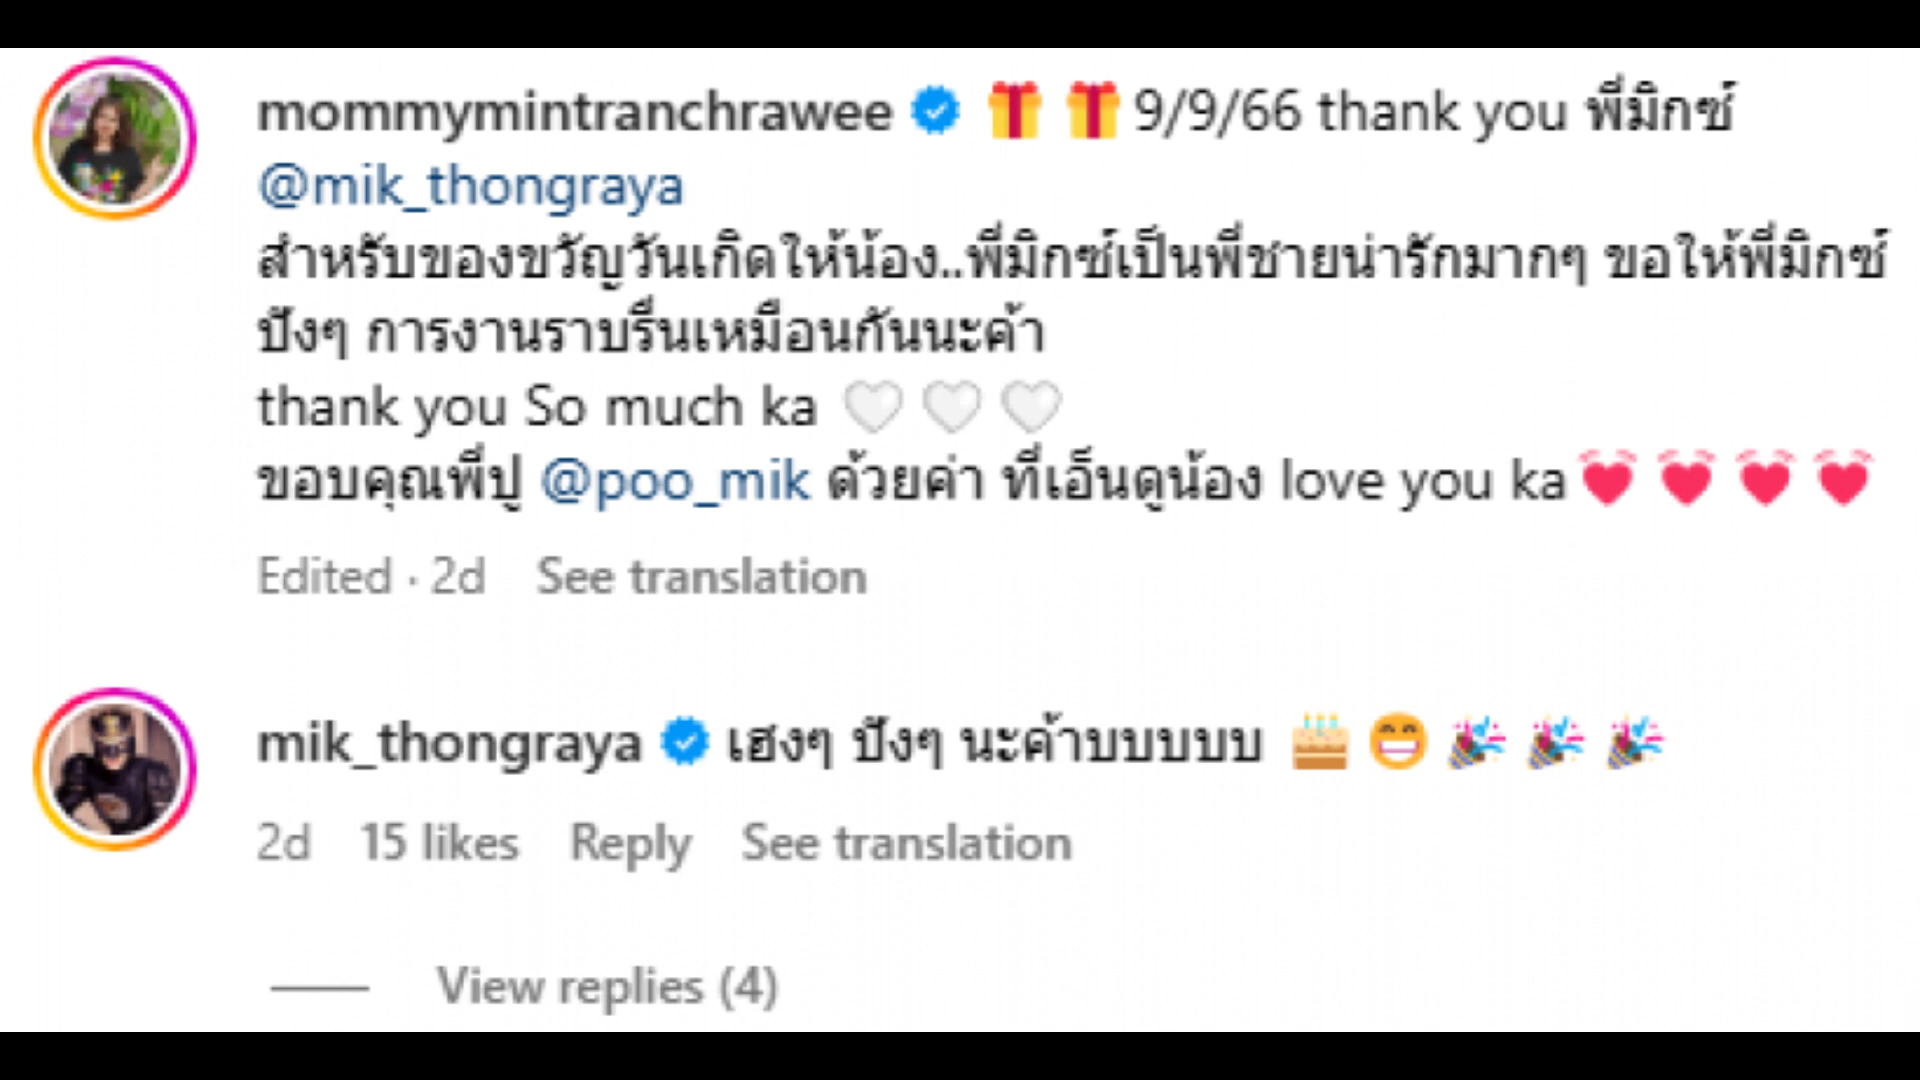 mommymintranchrawee 🎁 🎁 9/9/66 thank you พี่มิกซ์
@mik_thongraya
สำหรับของขวัญวันเกิดให้น้อง..พี่มิกซ์เป็นพี่ชายน่ารักมากๆ ขอให้พี่มิกซ์
ปังๆ การงานราบรื่นเหมือนกันนะค้า
thank you So much ka 🤍 🤍 🤍
ขอบคุณพี่ปู @poo_mik ด้วยค่า ที่เอ็นดูน้อง love you ka 💓 💓 💓 💓
Edited · 2d See translation
mik_thongraya เฮงๆ ปังๆ นะค้าบบบบบ 🎂 😁 🎉 🎉 🎉
2d 15 likes Reply See translation
View replies (4)